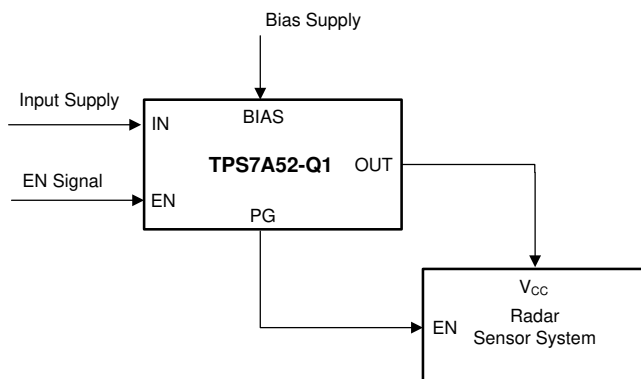 Bias Supply
Input Supply
IN
BIAS
TPS7A52-Q1
OUT
EN Signal
EN
PG
VCC
EN
Radar
Sensor System